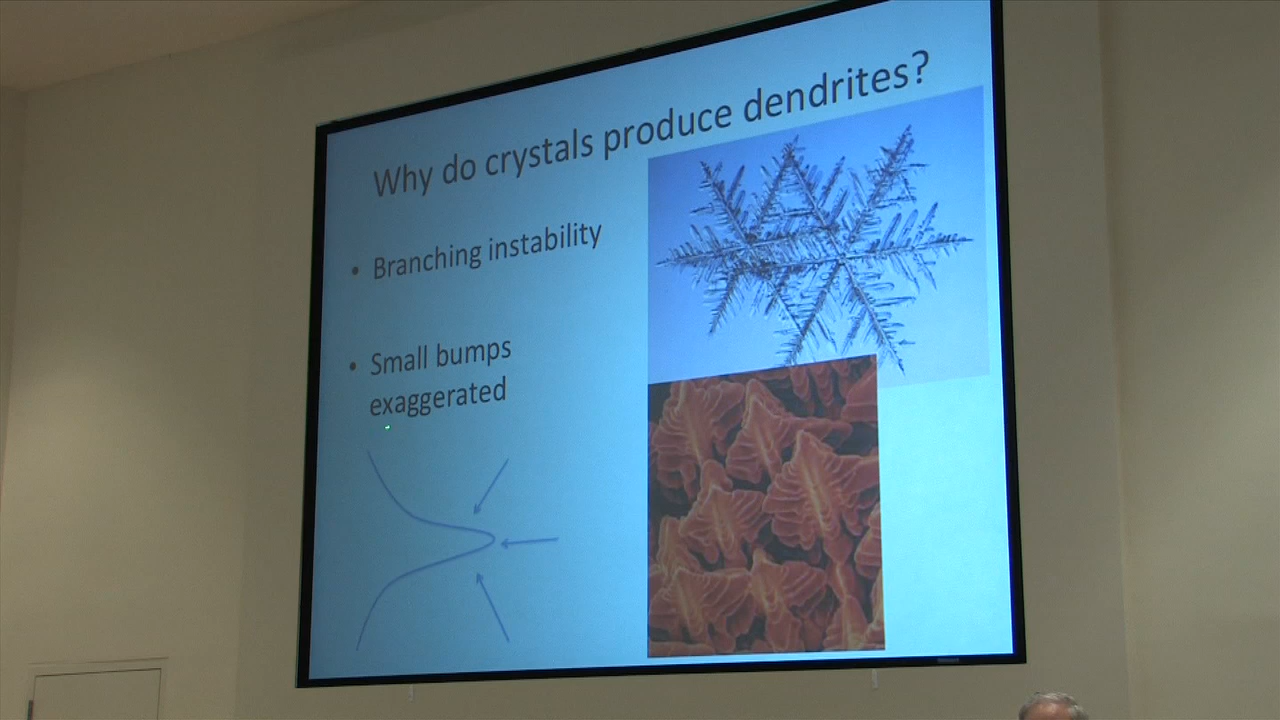 Why do crystals produce dendrites?
• Branching instability
• Small bumps
exaggerated